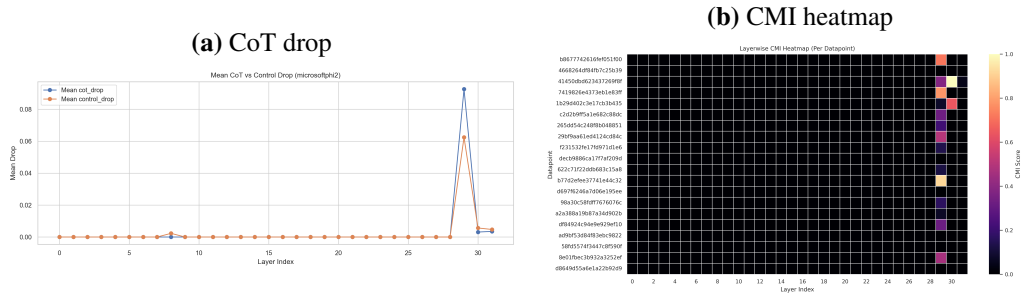 (a) CoT drop
Mean CoT vs Control Drop (microsoftphi2)
Mean cot_drop
Mean control_drop
Mean Drop
0.08
0.06
0.04
0.02
0.00
0 5 10 15 20 25 30
Layer Index
(b) CMI heatmap
Layerwise CMI Heatmap (Per Datapoint)
Datapoint
b8677742616fef051f00
4668264df84fb7c25b39
41450dbd623437269f8f
7419826e4373eb1e83ff
1b29d402c3e17cb3b435
c2d2b9ff5a1e682c88dc
265dd54c248f8b048851
29bf9aa61ed4124cd84c
f231532fe17fd971d1e6
decb9886ca17f7af209d
622c71f22ddb683c15a8
b77d2efee37741e44c32
d697f6246a7d06e195ee
98a30c58fdff7676076c
a2a388a19b87a34d902b
df84924c94e9e929ef10
ad9bf53d84f83ebc9822
58fd5574f3447c8f590f
8e01fbec3b932a3252ef
d8649d55a6e1a22b92d9
0 2 4 6 8 10 12 14 16 18 20 22 24 26 28 30
Layer Index
1.0
0.8
0.6
0.4
0.2
0.0
CMI Score